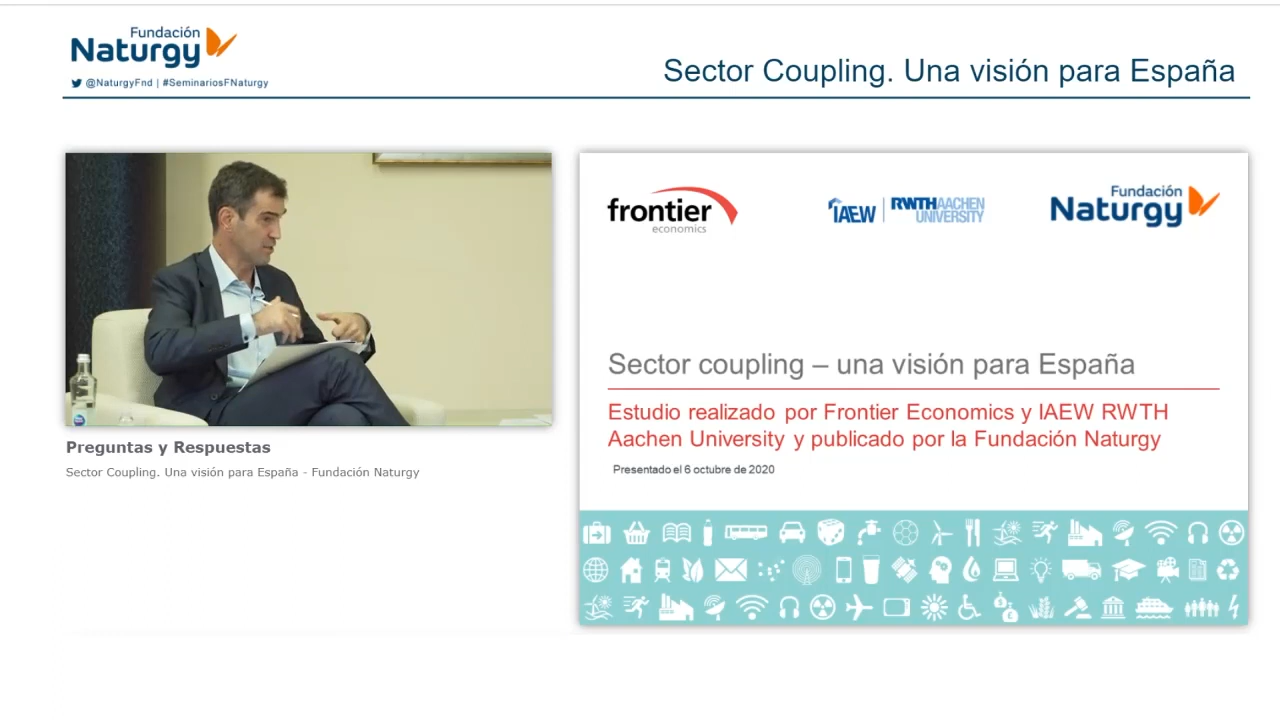 Fundación
Naturgy
@NaturgyFnd | #SeminariosFNaturgy
Sector Coupling. Una visión para España
Preguntas y Respuestas
Sector Coupling. Una visión para España - Fundación Naturgy
frontier
economics
IAEW
RWTHAACHEN
UNIVERSITY
Fundación
Naturgy
Sector coupling – una visión para España
Estudio realizado por Frontier Economics y IAEW RWTH
Aachen University y publicado por la Fundación Naturgy
Presentado el 6 octubre de 2020